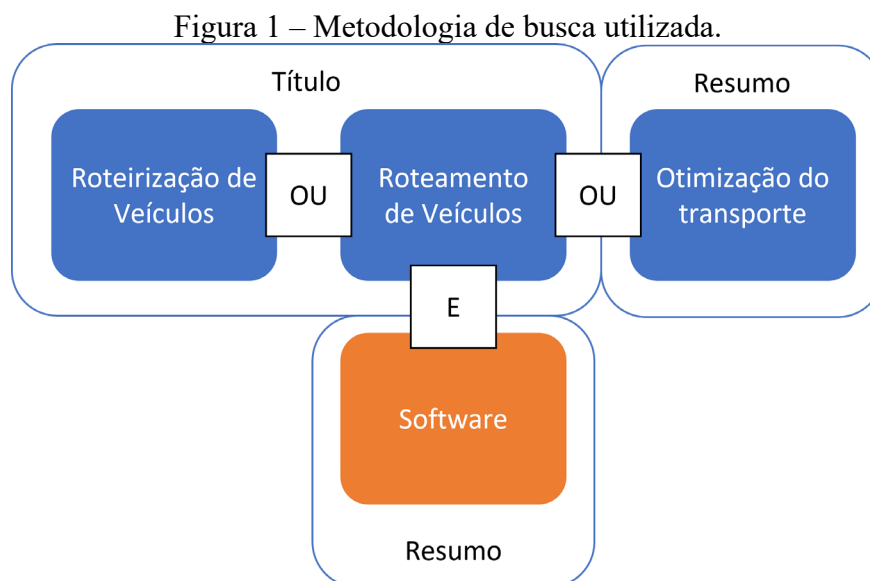 Figura 1 – Metodologia de busca utilizada.
Título
Resumo
Roteirização de
Veículos
OU
Roteamento
de Veículos
OU
Otimização do
transporte
E
Software
Resumo